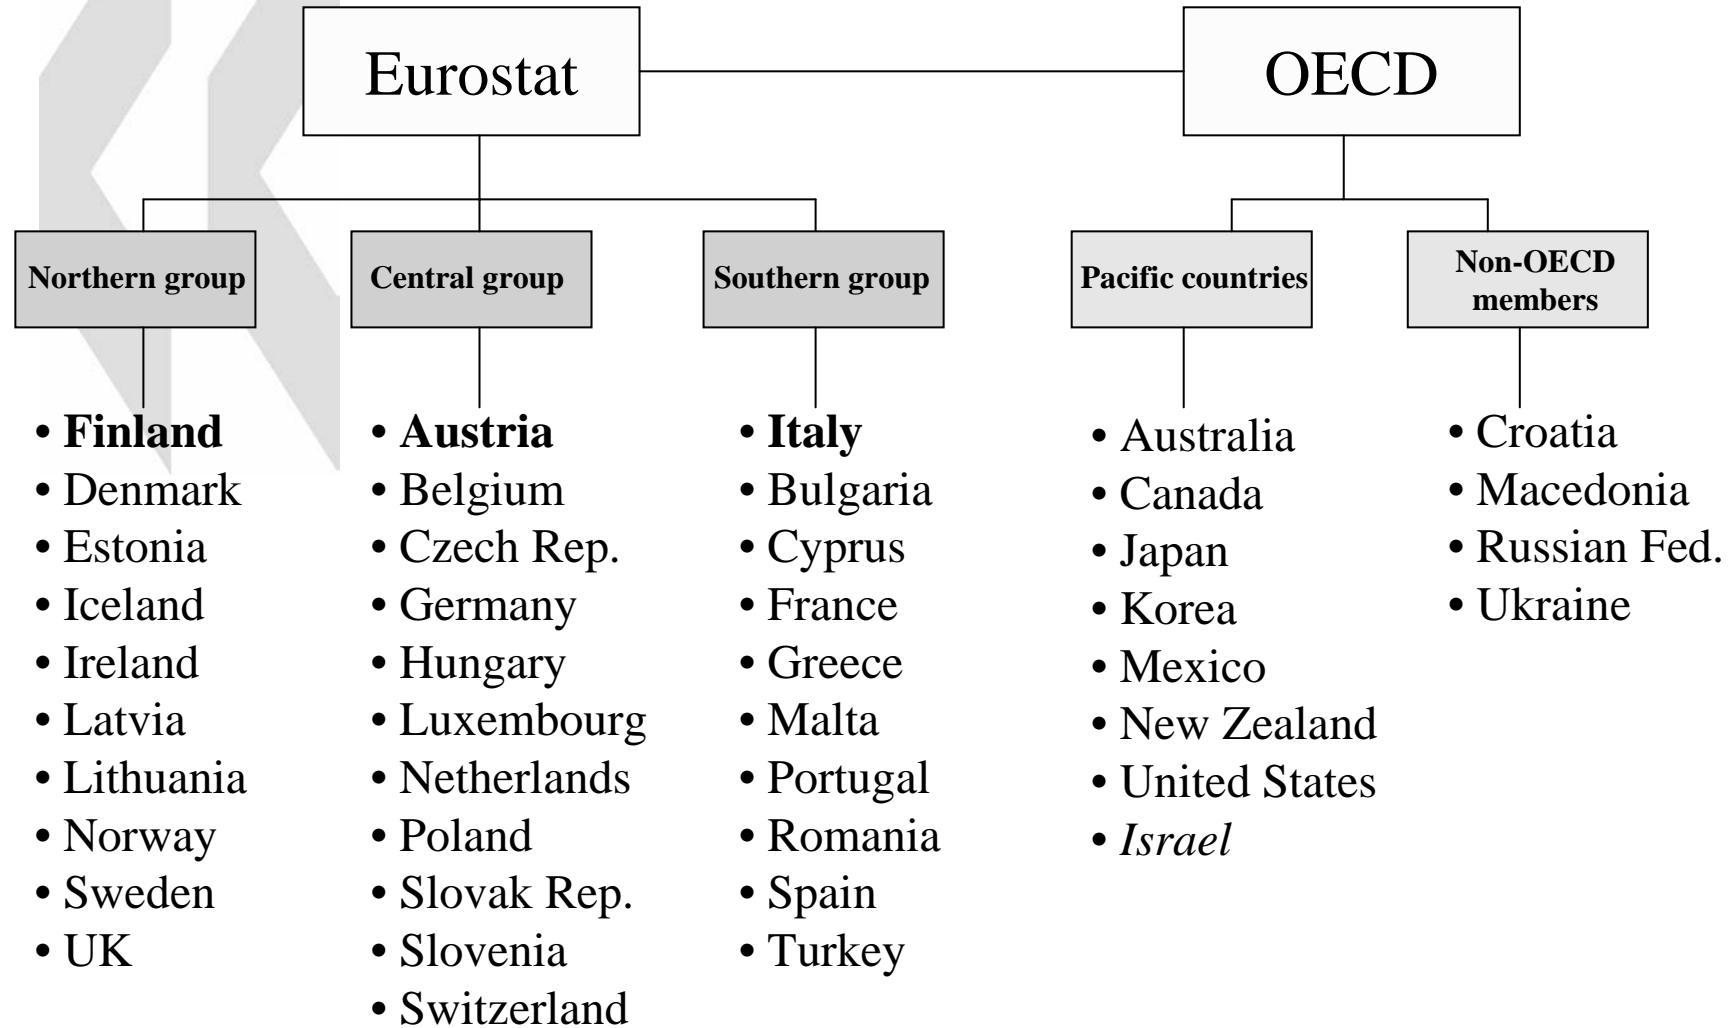 Eurostat
OECD
Northern group
Central group
Southern group
Pacific countries
Non-OECD
members
• Finland
• Denmark
• Estonia
• Iceland
• Ireland
• Latvia
• Lithuania
• Norway
• Sweden
• UK
• Austria
• Belgium
• Czech Rep.
• Germany
• Hungary
• Luxembourg
• Netherlands
• Poland
• Slovak Rep.
• Slovenia
• Switzerland
• Italy
• Bulgaria
• Cyprus
• France
• Greece
• Malta
• Portugal
• Romania
• Spain
• Turkey
• Australia
• Canada
• Japan
• Korea
• Mexico
• New Zealand
• United States
• Israel
• Croatia
• Macedonia
• Russian Fed.
• Ukraine